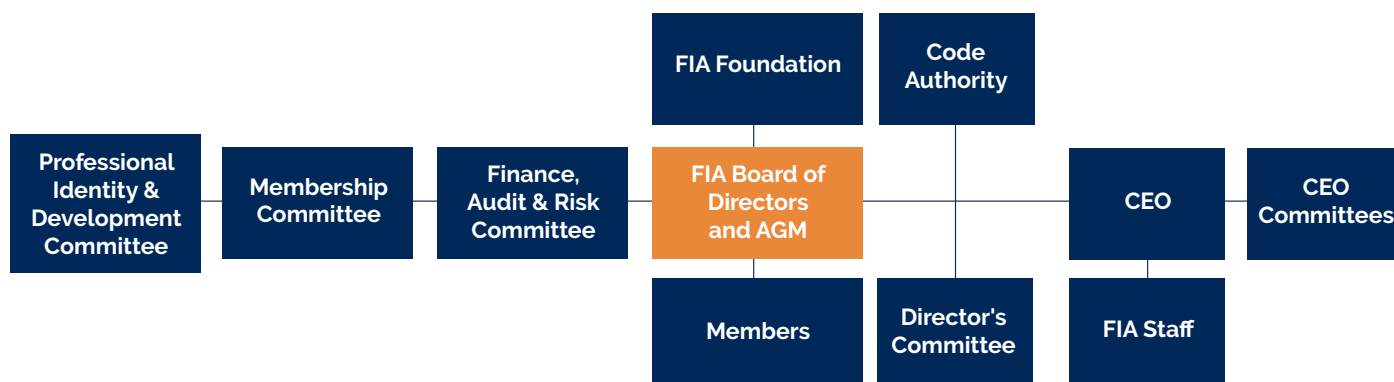 FIA Foundation
Code
Authority
Professional
Identity &
Development
Committee
Membership
Committee
Finance,
Audit & Risk
Committee
FIA Board of
Directors
and AGM
CEO
CEO
Committees
Members
Director's
Committee
FIA Staff